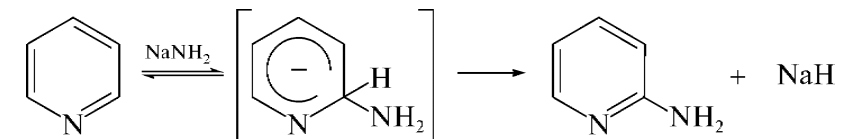 NaNH₂
H
+ NaH
N N NH₂ N NH₂